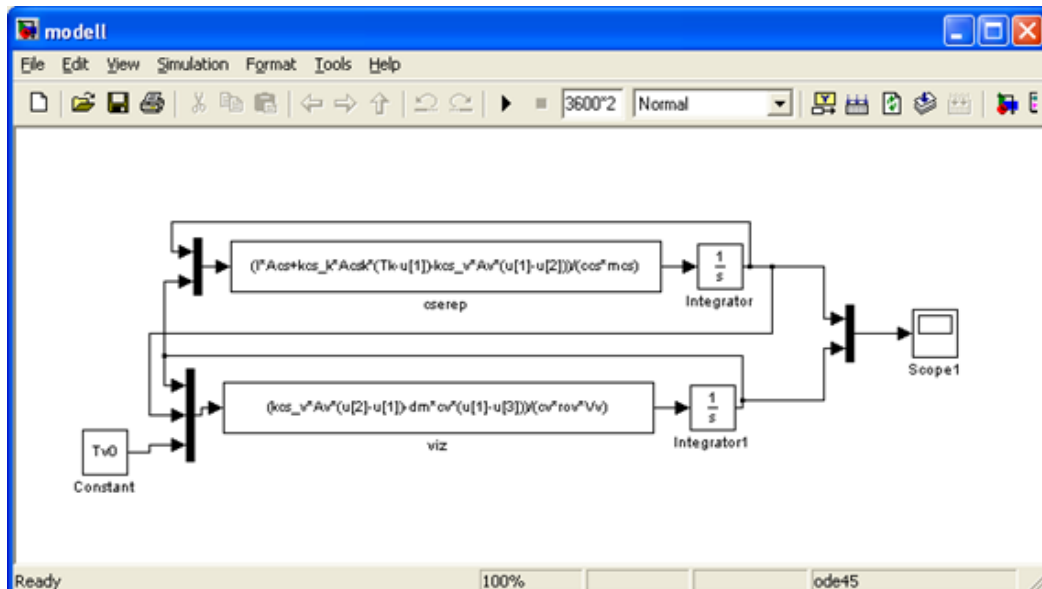 modell
File Edit View Simulation Format Tools Help
3600*2 Normal
(I*Acs+kcs_k*Acsk*(Tk-u[1])-kcs_v*Av*(u[1]-u[2]))/(ccs*mcs)
1
s
cserep
Integrator
Scope1
(kcs_v*Av*(u[2]-u[1])-dm*cv*(u[1]-u[3]))/(cv*rov*Vv)
1
s
viz
Integrator1
Tv0
Constant
Ready 100% ode45